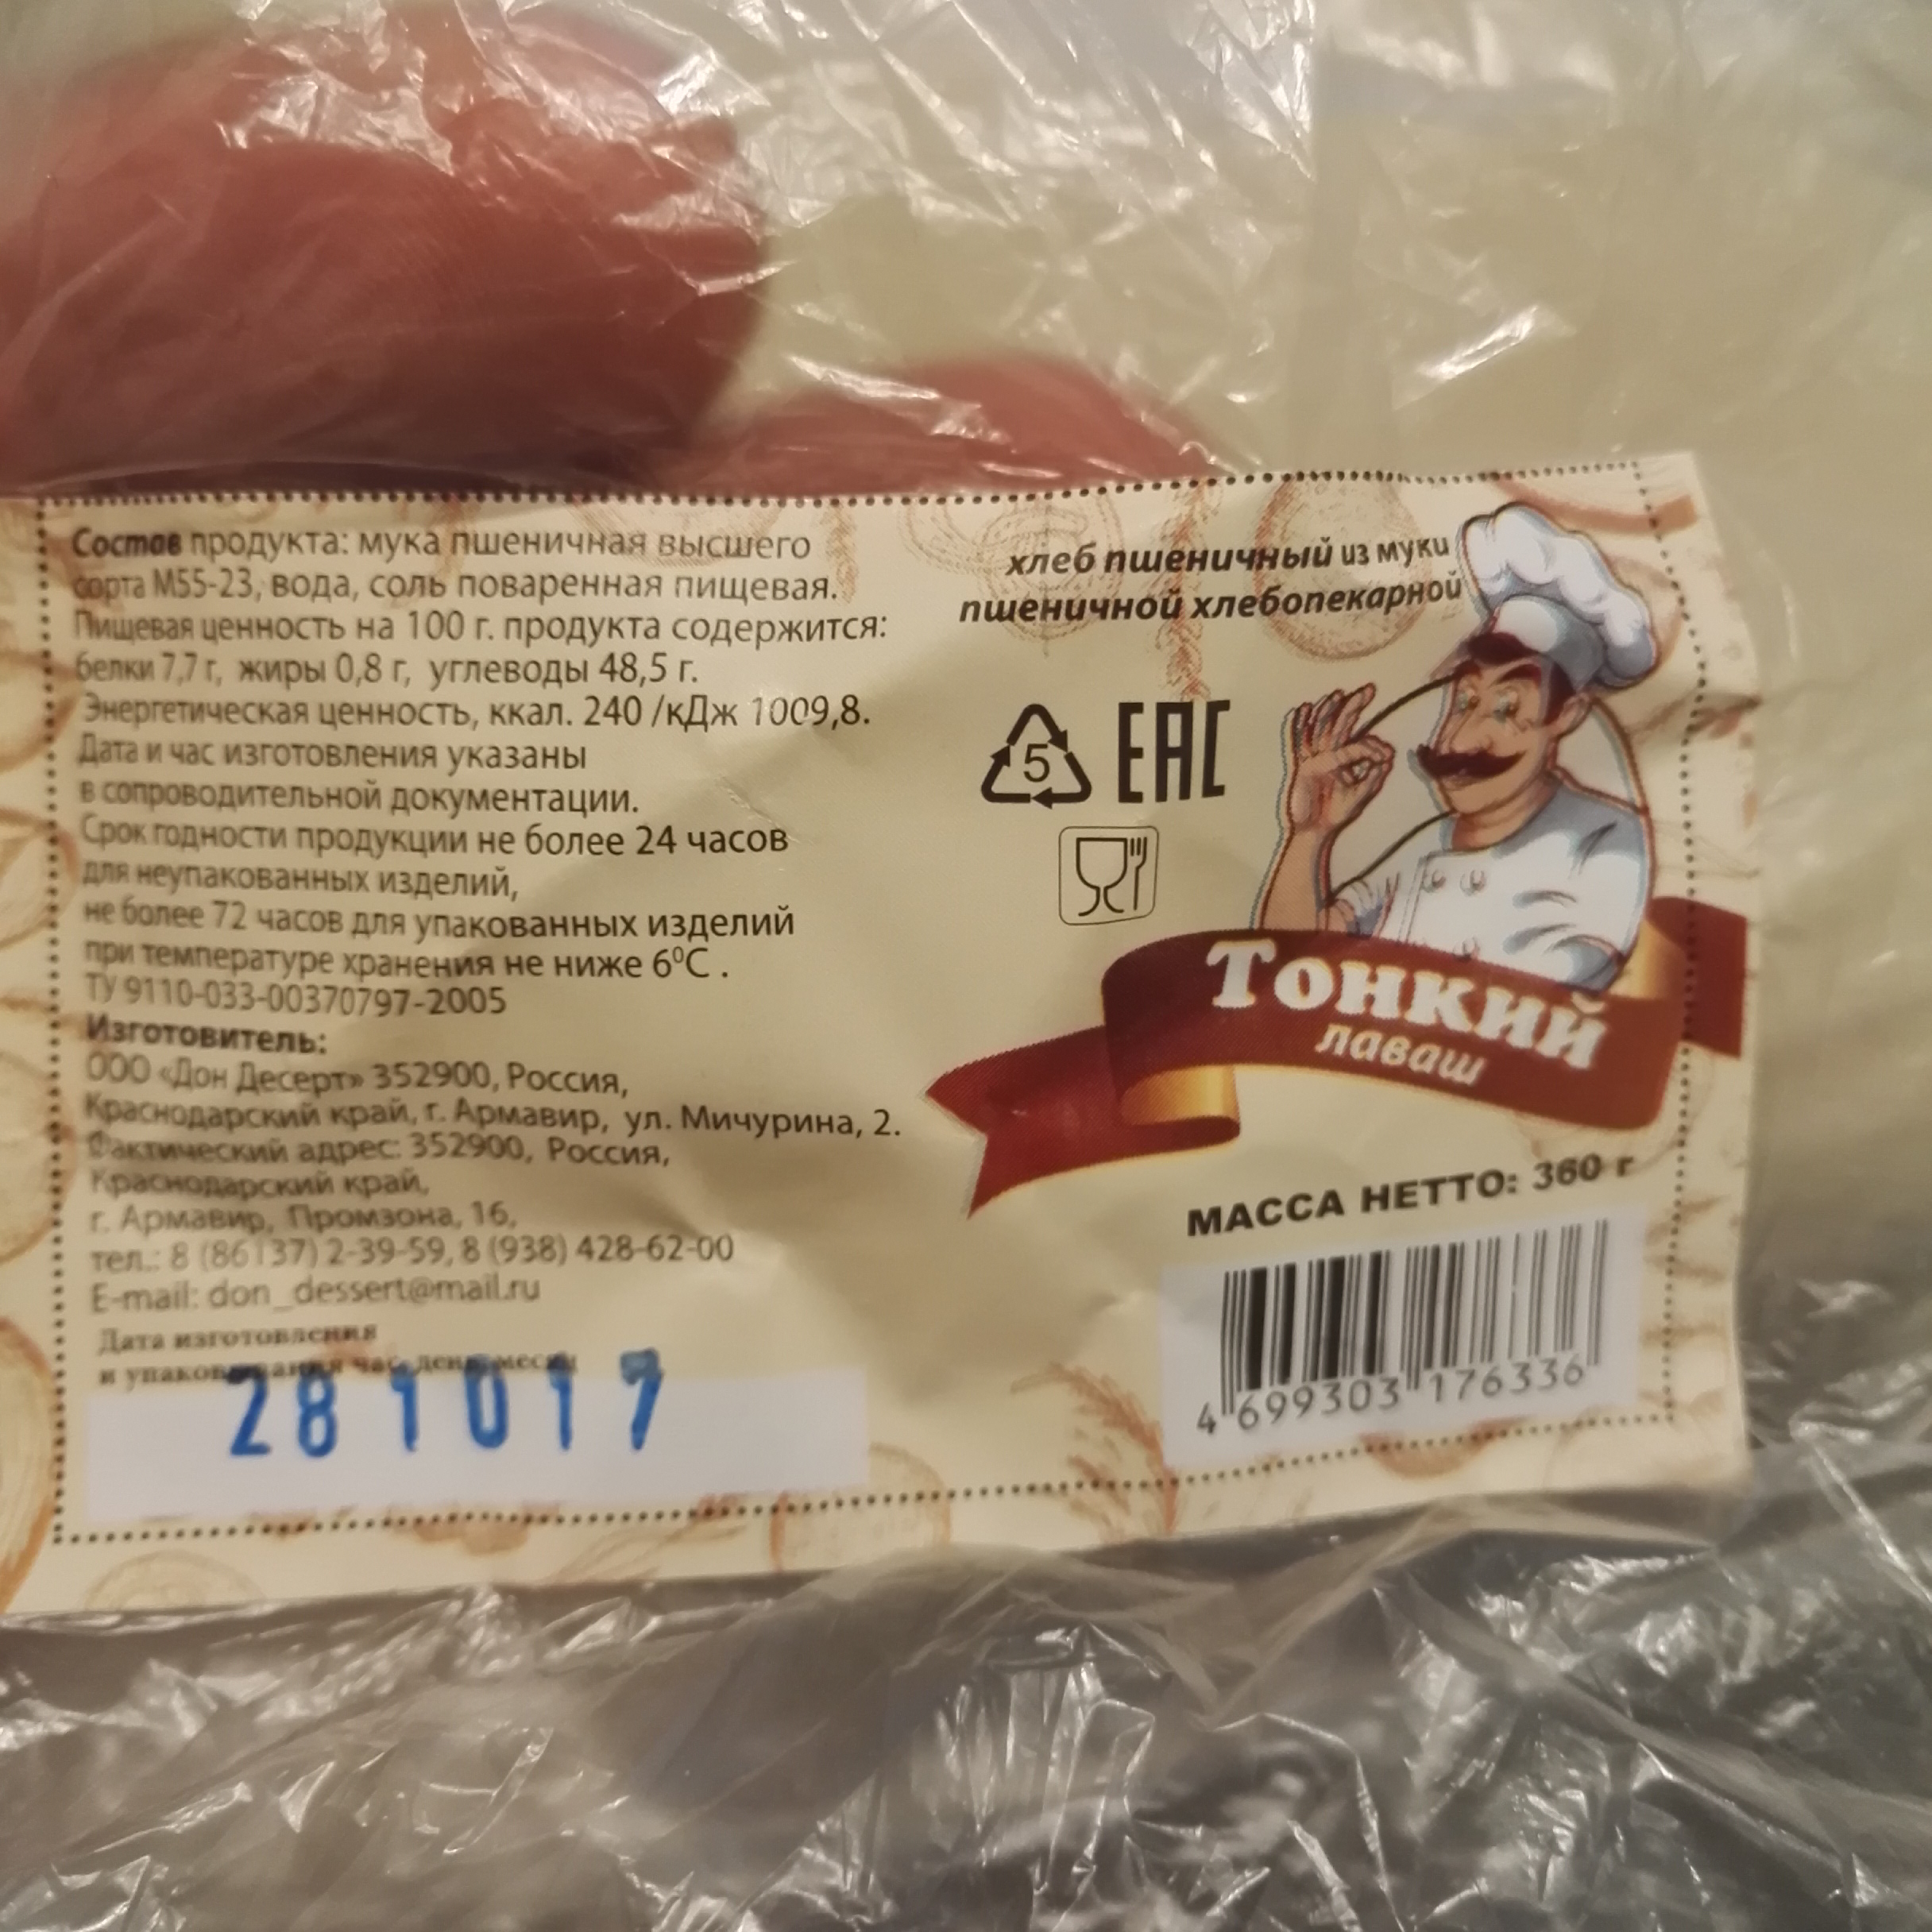 Состав продукта: мука пшеничная высшего
сорта М55-23, вода, соль поваренная пищевая.
Пищевая ценность на 100 г. продукта содержится:
белки 7,7 г, жиры 0,8 г, углеводы 48,5 г.
Энергетическая ценность, ккал. 240 /кДж 1009,8.
Дата и час изготовления указаны
в сопроводительной документации.
Срок годности продукции не более 24 часов
для неупакованных изделий,
не более 72 часов для упакованных изделий
при температуре хранения не ниже 6°С .
ТУ 9110-033-00370797-2005
Изготовитель:
ООО «Дон Десерт» 352900, Россия,
Краснодарский край, г. Армавир, ул. Мичурина, 2.
Фактический адрес: 352900, Россия,
Краснодарский край,
г. Армавир, Промзона, 16,
тел.: 8 (86137) 2-39-59, 8 (938) 428-62-00
E-mail: don_dessert@mail.ru
Дата изготовления
и упаковывания час, день, месяц
281017
хлеб пшеничный из муки
пшеничной хлебопекарной
5 EAC
Тонкий
лаваш
МАССА НЕТТО: 360 г
4 699303 176336